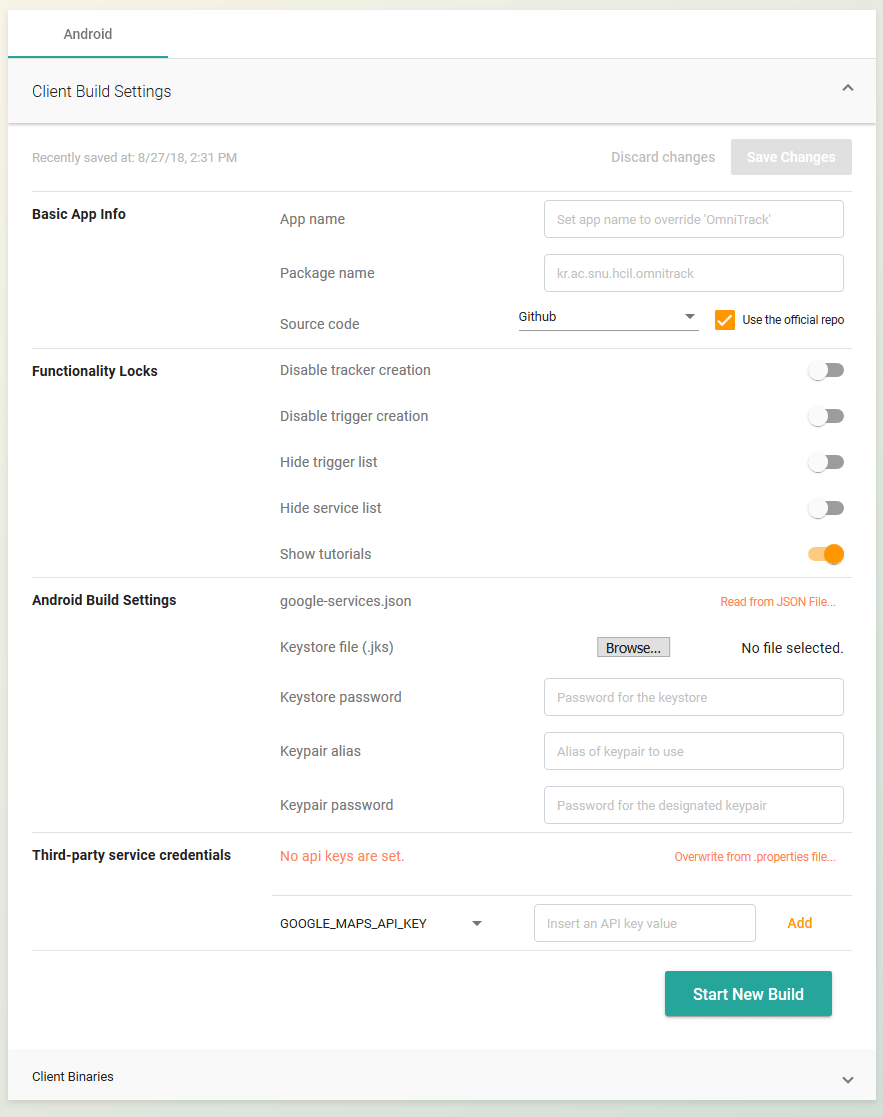 Android
Client Build Settings
Recently saved at: 8/27/18, 2:31 PM
Discard changes
Save Changes
Basic App Info
App name
Set app name to override 'OmniTrack'
Package name
kr.ac.snu.hcil.omnitrack
Source code
Github
Use the official repo
Functionality Locks
Disable tracker creation
Disable trigger creation
Hide trigger list
Hide service list
Show tutorials
Android Build Settings
google-services.json
Read from JSON File...
Keystore file (.jks)
Browse...
No file selected.
Keystore password
Password for the keystore
Keypair alias
Alias of keypair to use
Keypair password
Password for the designated keypair
Third-party service credentials
No api keys are set.
Overwrite from .properties file...
GOOGLE_MAPS_API_KEY
Insert an API key value
Add
Start New Build
Client Binaries